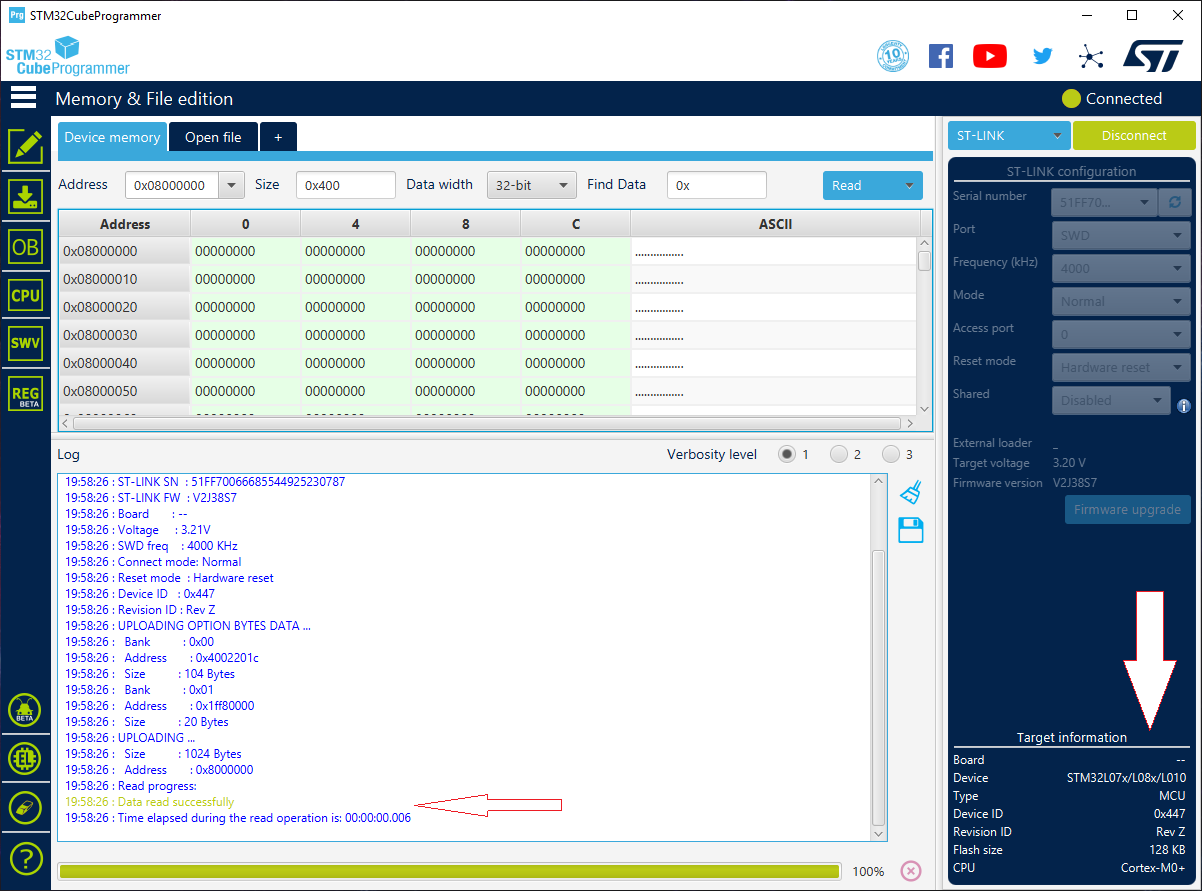 STM32CubeProgrammer
STM32
CubeProgrammer
10
Memory & File edition
Connected
Device memory
Open file
+
ST-LINK
Disconnect
Address 0x08000000 Size 0x400 Data width 32-bit Find Data 0x Read
Address 0 4 8 C ASCII
0x08000000 00000000 00000000 00000000 00000000 ................
0x08000010 00000000 00000000 00000000 00000000 ................
0x08000020 00000000 00000000 00000000 00000000 ................
0x08000030 00000000 00000000 00000000 00000000 ................
0x08000040 00000000 00000000 00000000 00000000 ................
0x08000050 00000000 00000000 00000000 00000000 ................
OB
CPU
SWV
REG
BETA
BETA
EL
?
Log
Verbosity level 1 2 3
19:58:26 : ST-LINK SN : 51FF70066685544925230787
19:58:26 : ST-LINK FW : V2J38S7
19:58:26 : Board : --
19:58:26 : Voltage : 3.21V
19:58:26 : SWD freq : 4000 KHz
19:58:26 : Connect mode: Normal
19:58:26 : Reset mode : Hardware reset
19:58:26 : Device ID : 0x447
19:58:26 : Revision ID : Rev Z
19:58:26 : UPLOADING OPTION BYTES DATA ...
19:58:26 : Bank : 0x00
19:58:26 : Address : 0x4002201c
19:58:26 : Size : 104 Bytes
19:58:26 : Bank : 0x01
19:58:26 : Address : 0x1ff80000
19:58:26 : Size : 20 Bytes
19:58:26 : UPLOADING ...
19:58:26 : Size : 1024 Bytes
19:58:26 : Address : 0x8000000
19:58:26 : Read progress:
19:58:26 : Data read successfully
19:58:26 : Time elapsed during the read operation is: 00:00:00.006
100%
ST-LINK configuration
Serial number 51FF70...
Port SWD
Frequency (kHz) 4000
Mode Normal
Access port 0
Reset mode Hardware reset
Shared Disabled
External loader _
Target voltage 3.20 V
Firmware version V2J38S7
Firmware upgrade
Target information
Board --
Device STM32L07x/L08x/L010
Type MCU
Device ID 0x447
Revision ID Rev Z
Flash size 128 KB
CPU Cortex-M0+